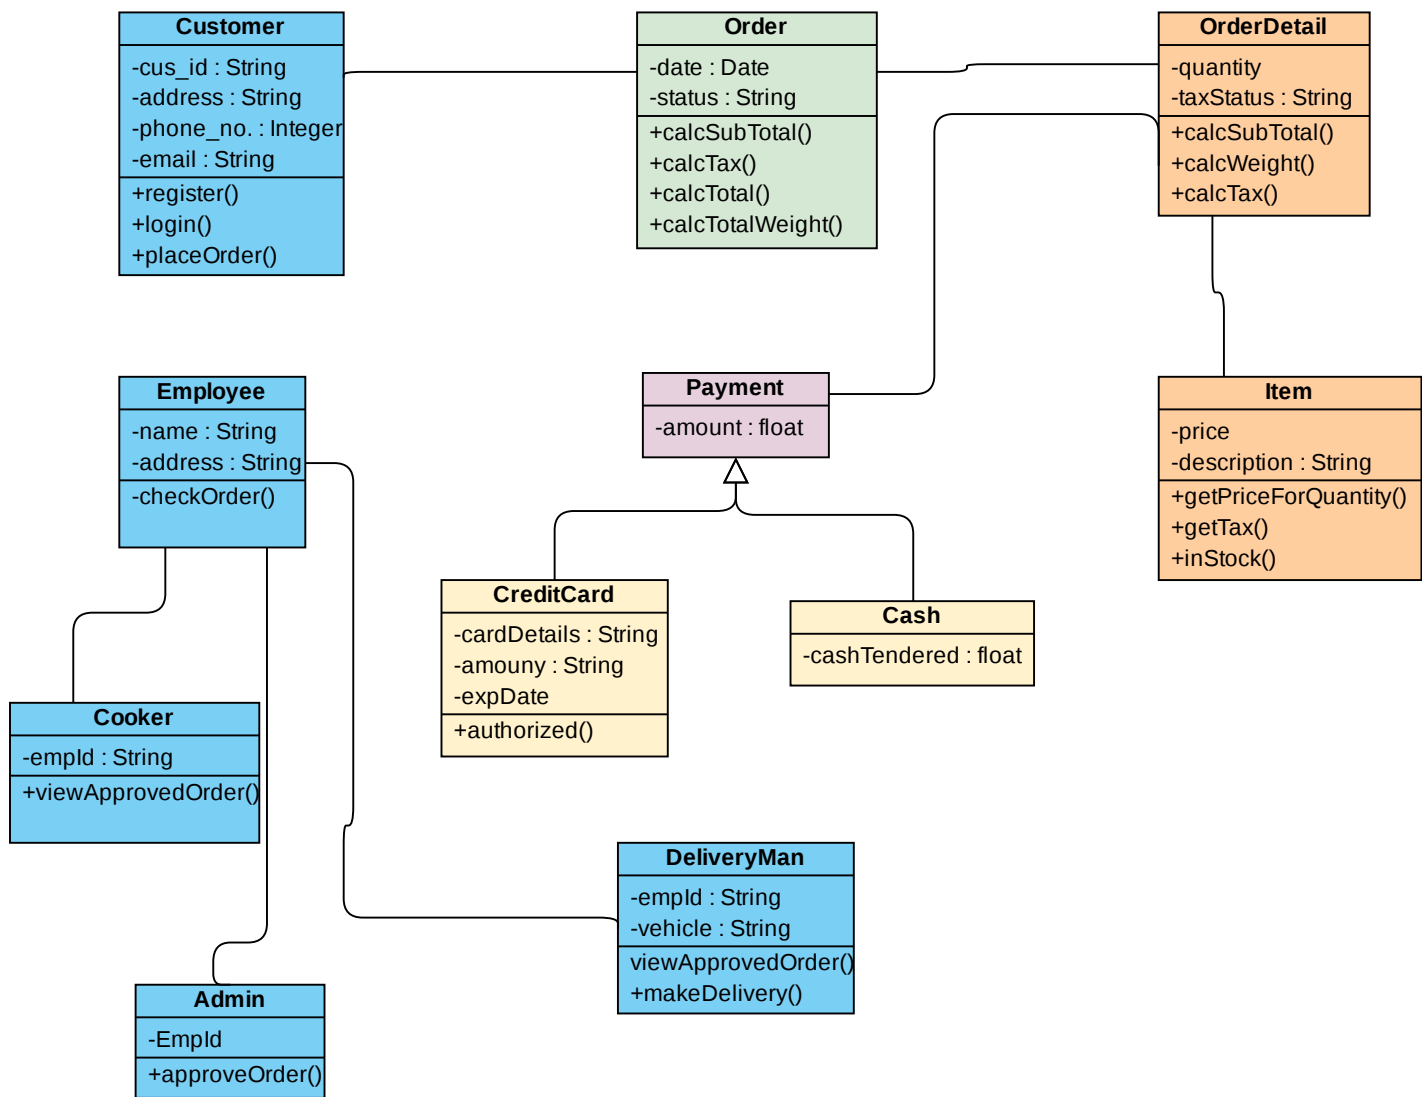 Customer
-cus_id : String
-address : String
-phone_no. : Integer
-email : String
+register()
+login()
+placeOrder()
Order
-date : Date
-status : String
+calcSubTotal()
+calcTax()
+calcTotal()
+calcTotalWeight()
OrderDetail
-quantity
-taxStatus : String
+calcSubTotal()
+calcWeight()
+calcTax()
Employee
-name : String
-address : String
-checkOrder()
Payment
-amount : float
Item
-price
-description : String
+getPriceForQuantity()
+getTax()
+inStock()
CreditCard
-cardDetails : String
-amouny : String
-expDate
+authorized()
Cash
-cashTendered : float
Cooker
-empId : String
+viewApprovedOrder()
DeliveryMan
-empId : String
-vehicle : String
viewApprovedOrder()
+makeDelivery()
Admin
-EmpId
+approveOrder()